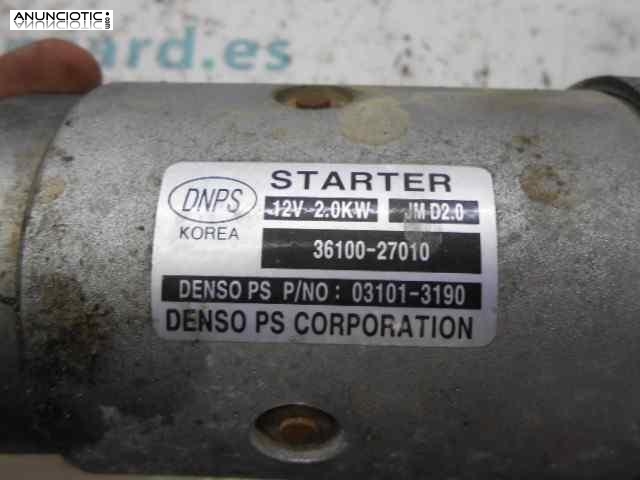 ANUNCIOTIC.es
ard.es
DNPS
KOREA
STARTER
12V 2.0KW JM D2.0
36100-27010
DENSO PS P/NO : 03101-3190
DENSO PS CORPORATION